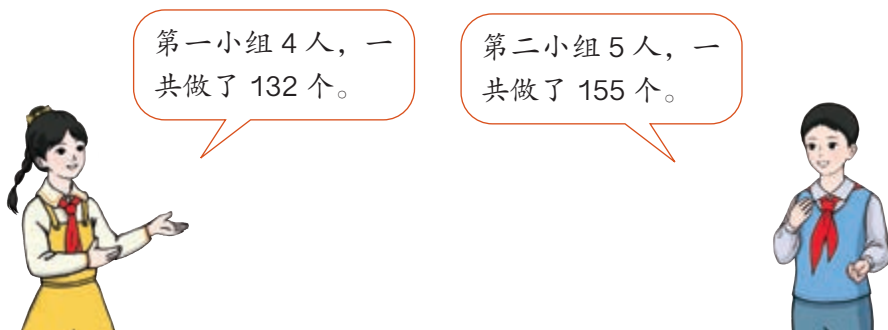 第一小组 4 人，一
共做了 132 个。
第二小组 5 人，一
共做了 155 个。